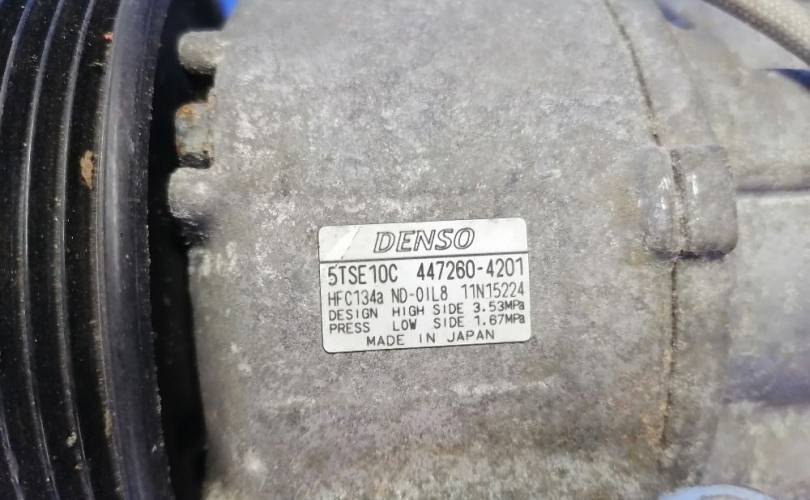 DENSO
5TSE10C 447260-4201
HFC134a ND-OIL8 11N15224
DESIGN HIGH SIDE 3.53MPa
PRESS LOW SIDE 1.67MPa
MADE IN JAPAN